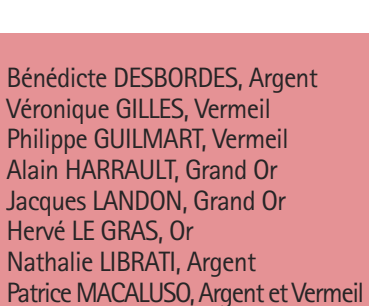 Bénédicte DESBORDES, Argent
Véronique GILLES, Vermeil
Philippe GUILMART, Vermeil
Alain HARRAULT, Grand Or
Jacques LANDON, Grand Or
Hervé LE GRAS, Or
Nathalie LIBRATI, Argent
Patrice MACALUSO, Argent et Vermeil